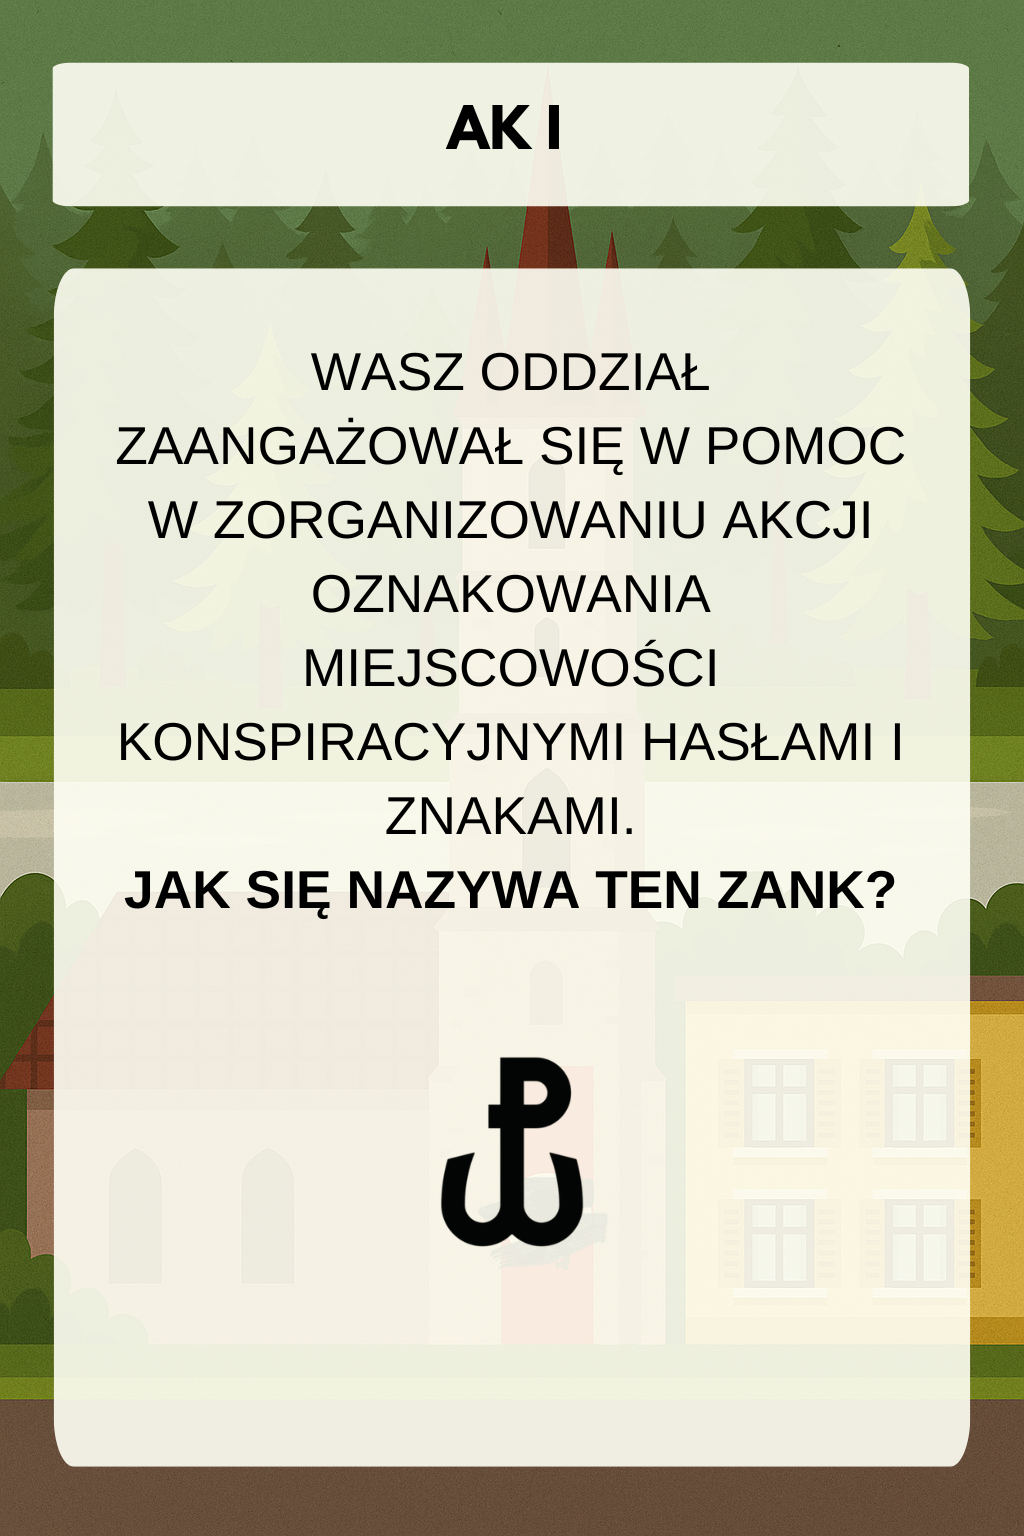 AK I
WASZ ODDZIAŁ
ZAANGAŻOWAŁ SIĘ W POMOC
W ZORGANIZOWANIU AKCJI
OZNAKOWANIA
MIEJSCOWOŚCI
KONSPIRACYJNYMI HASŁAMI I
ZNAKAMI.
JAK SIĘ NAZYWA TEN ZANK?